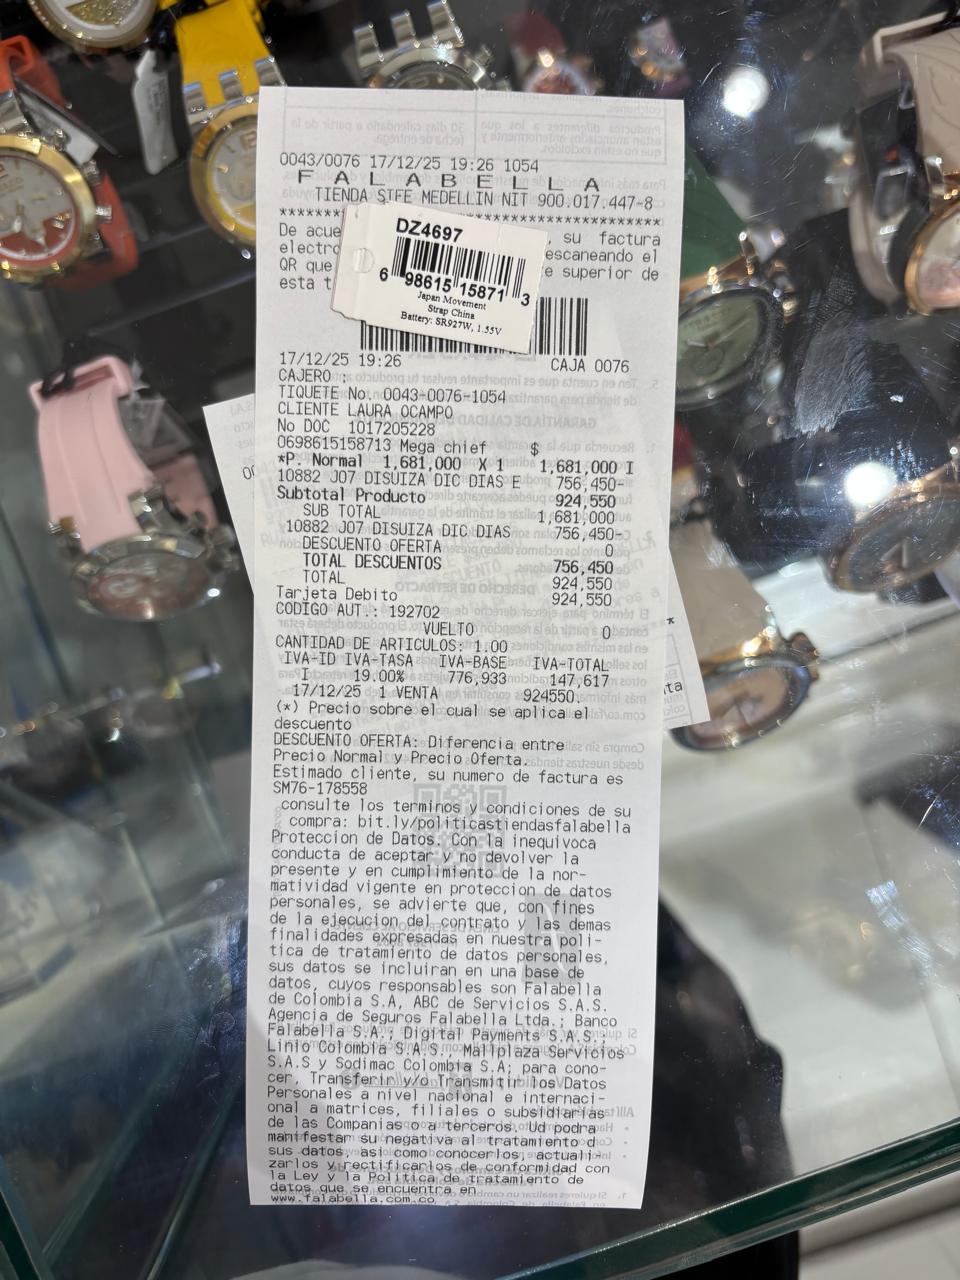 0043/0076 17/12/25 19:26 1054
F A L A B E L L A
TIENDA STFE MEDELLIN NIT 900.017.447-8
De acue , su factura
electro escaneando el
QR que e superior de
esta t
DZ4697
6 98615 15871 3
Japan Movement
Strap China
Battery: SR927W, 1.55V
17/12/25 19:26 CAJA 0076
CAJERO :
TIQUETE No. 0043-0076-1054
CLIENTE LAURA OCAMPO
No DOC 1017205228
0698615158713 Mega chief $
*P. Normal 1,681,000 X 1 1,681,000 I
10882 J07 DISUIZA DIC DIAS E 756,450-
Subtotal Producto 924,550
SUB TOTAL 1,681,000
10882 J07 DISUIZA DIC DIAS 756,450-
DESCUENTO OFERTA 0
TOTAL DESCUENTOS 756,450
TOTAL 924,550
Tarjeta Debito 924,550
CODIGO AUT.: 192702
VUELTO 0
CANTIDAD DE ARTICULOS: 1.00
IVA-ID IVA-TASA IVA-BASE IVA-TOTAL
I 19.00% 776,933 147,617
17/12/25 - 1 VENTA 924550.
(*) Precio sobre el cual se aplica el
descuento
DESCUENTO OFERTA: Diferencia entre
Precio Normal y Precio Oferta.
Estimado cliente, su numero de factura es
SM76-178558
consulte los terminos y condiciones de su
compra: bit.ly/politicastiendasfalabella
Proteccion de Datos. Con la inequivoca
conducta de aceptar y no devolver la
presente y en cumplimiento de la nor-
matividad vigente en proteccion de datos
personales, se advierte que, con fines
de la ejecucion del contrato y las demas
finalidades expresadas en nuestra poli-
tica de tratamiento de datos personales,
sus datos se incluiran en una base de
datos, cuyos responsables son Falabella
de Colombia S.A, ABC de Servicios S.A.S.
Agencia de Seguros Falabella Ltda.; Banco
Falabella S.A.; Digital Payments S.A.S.,
Linio Colombia S.A.S., Mallplaza Servicios
S.A.S y Sodimac Colombia S.A; para cono-
cer, Transferir y/o Transmitir los Datos
Personales a nivel nacional e internaci-
onal a matrices, filiales o subsidiarias
de las Companias o a terceros. Ud podra
manifestar su negativa al tratamiento d
sus datos, asi como conocerlos, actuali-
zarlos y rectificarlos de conformidad con
la Ley y la Politica de tratamiento de
datos que se encuentra en
www.falabella.com.co